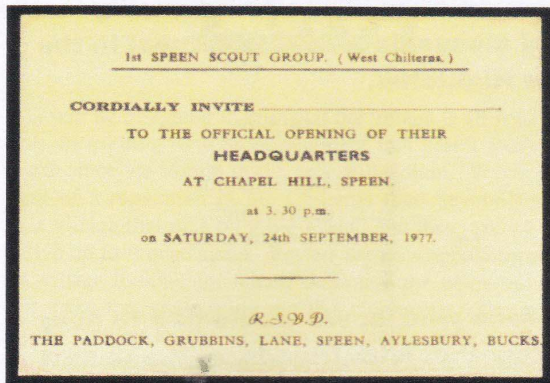 1st SPEEN SCOUT GROUP. (West Chilterns.)
CORDIALLY INVITE
TO THE OFFICIAL OPENING OF THEIR
HEADQUARTERS
AT CHAPEL HILL, SPEEN.
at 3.30 p.m.
on SATURDAY, 24th SEPTEMBER, 1977.
R.S.V.P.
THE PADDOCK, GRUBBINS, LANE, SPEEN, AYLESBURY, BUCKS.